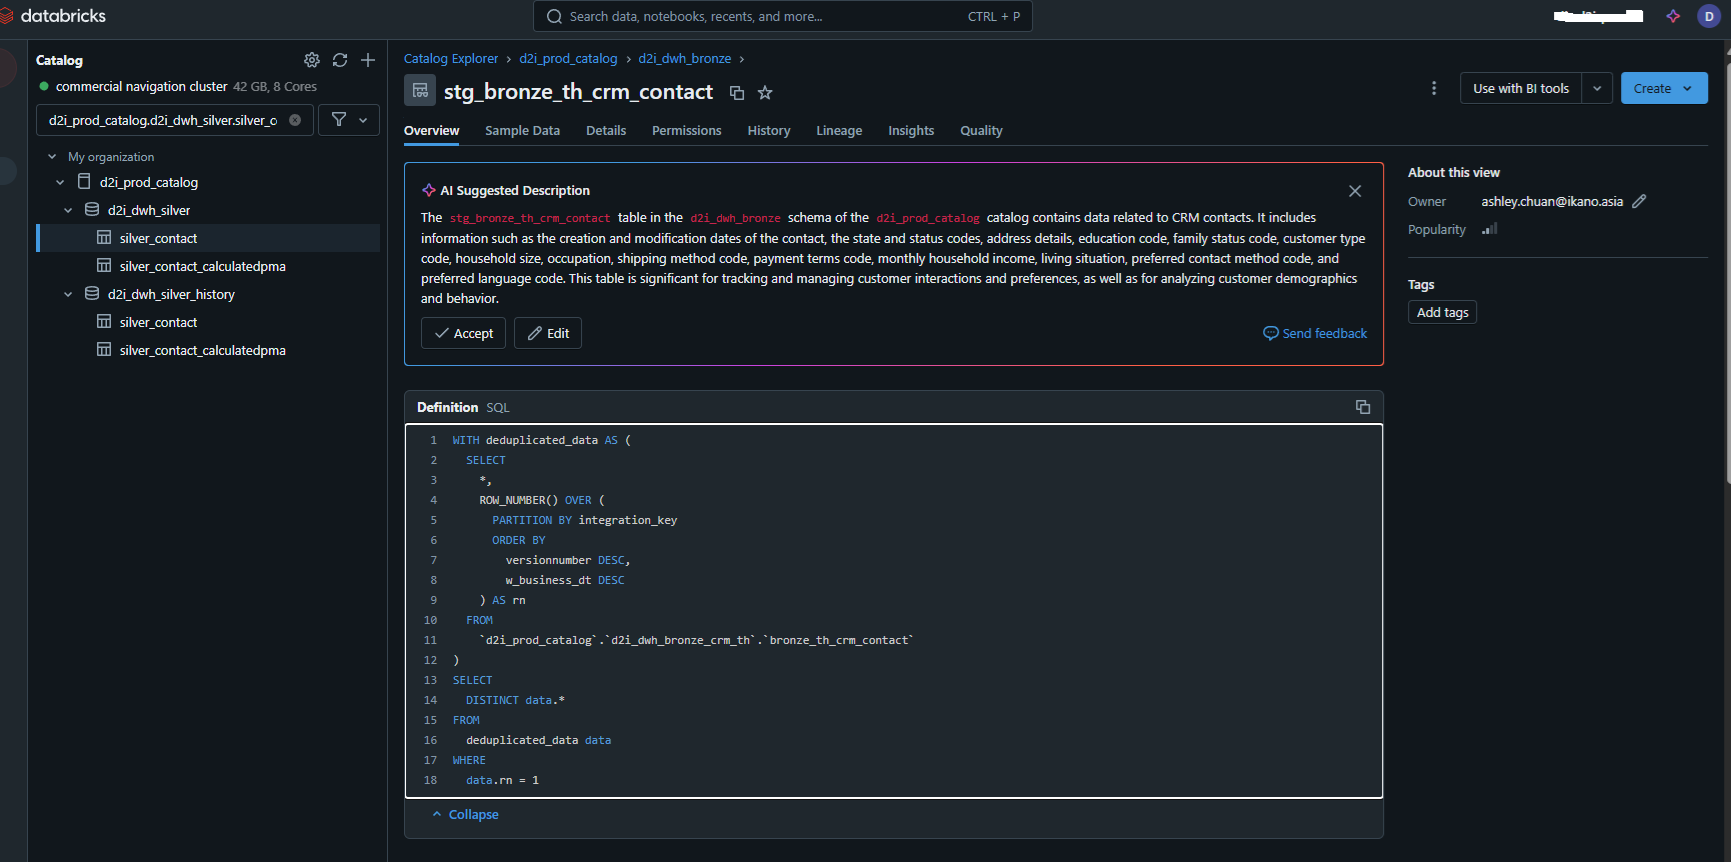 databricks
Search data, notebooks, recents, and more... CTRL + P
D
Catalog
commercial navigation cluster 42 GB, 8 Cores
d2i_prod_catalog.d2i_dwh_silver.silver_c
My organization
d2i_prod_catalog
d2i_dwh_silver
silver_contact
silver_contact_calculatedpma
d2i_dwh_silver_history
silver_contact
silver_contact_calculatedpma
Catalog Explorer › d2i_prod_catalog › d2i_dwh_bronze ›
stg_bronze_th_crm_contact
Use with BI tools
Create
Overview Sample Data Details Permissions History Lineage Insights Quality
AI Suggested Description
The stg_bronze_th_crm_contact table in the d2i_dwh_bronze schema of the d2i_prod_catalog catalog contains data related to CRM contacts. It includes
information such as the creation and modification dates of the contact, the state and status codes, address details, education code, family status code, customer type
code, household size, occupation, shipping method code, payment terms code, monthly household income, living situation, preferred contact method code, and
preferred language code. This table is significant for tracking and managing customer interactions and preferences, as well as for analyzing customer demographics
and behavior.
Accept Edit Send feedback
Definition SQL
1 WITH deduplicated_data AS (
2 SELECT
3 *,
4 ROW_NUMBER() OVER (
5 PARTITION BY integration_key
6 ORDER BY
7 versionnumber DESC,
8 w_business_dt DESC
9 ) AS rn
10 FROM
11 `d2i_prod_catalog`.`d2i_dwh_bronze_crm_th`.`bronze_th_crm_contact`
12 )
13 SELECT
14 DISTINCT data.*
15 FROM
16 deduplicated_data data
17 WHERE
18 data.rn = 1
Collapse
About this view
Owner ashley.chuan@ikano.asia
Popularity
Tags
Add tags